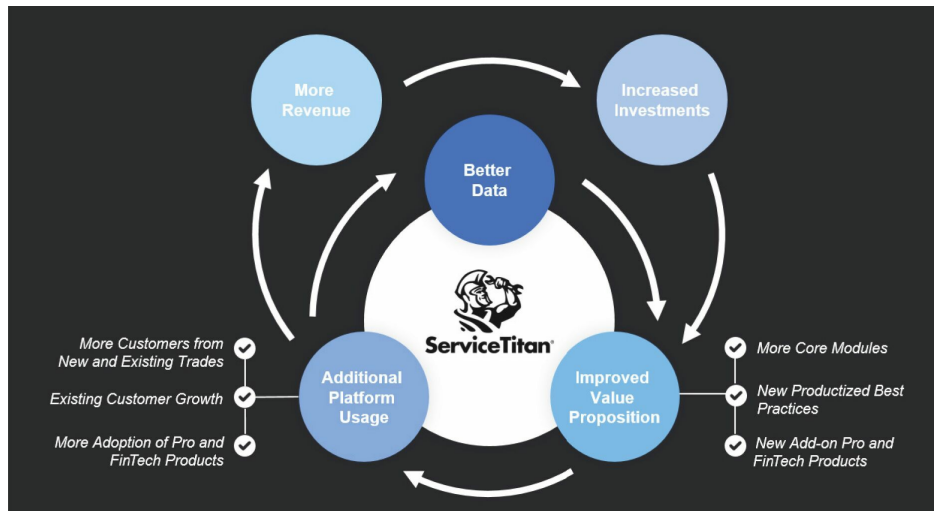 More
Revenue
Increased
Investments
Better
Data
ServiceTitan®
More Customers from
New and Existing Trades
Existing Customer Growth
More Adoption of Pro and
FinTech Products
Additional
Platform
Usage
Improved
Value
Proposition
More Core Modules
New Productized Best
Practices
New Add-on Pro and
FinTech Products